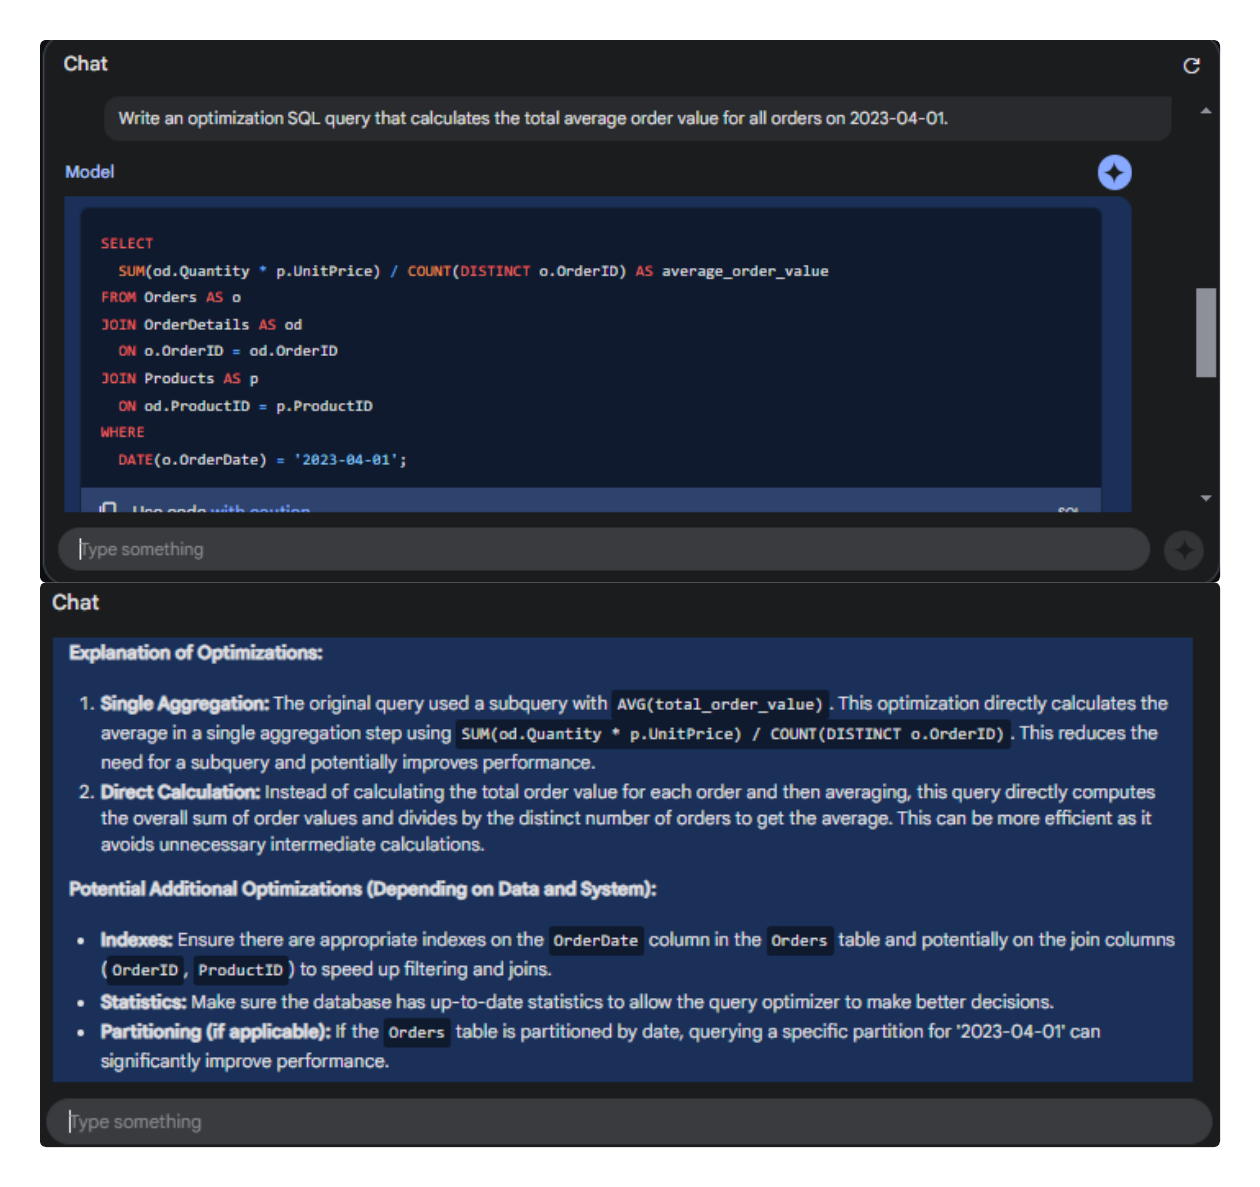 Chat
Write an optimization SQL query that calculates the total average order value for all orders on 2023-04-01.
Model
SELECT
SUM(od.Quantity * p.UnitPrice) / COUNT(DISTINCT o.OrderID) AS average_order_value
FROM Orders AS o
JOIN OrderDetails AS od
ON o.OrderID = od.OrderID
JOIN Products AS p
ON od.ProductID = p.ProductID
WHERE
DATE(o.OrderDate) = '2023-04-01';
Use code with caution
SQL
Type something
Chat
Explanation of Optimizations:
1. Single Aggregation: The original query used a subquery with AVG(total_order_value). This optimization directly calculates the
average in a single aggregation step using SUM(od.Quantity * p.UnitPrice) / COUNT(DISTINCT o.OrderID). This reduces the
need for a subquery and potentially improves performance.
2. Direct Calculation: Instead of calculating the total order value for each order and then averaging, this query directly computes
the overall sum of order values and divides by the distinct number of orders to get the average. This can be more efficient as it
avoids unnecessary intermediate calculations.
Potential Additional Optimizations (Depending on Data and System):
• Indexes: Ensure there are appropriate indexes on the OrderDate column in the Orders table and potentially on the join columns
(OrderID, ProductID) to speed up filtering and joins.
• Statistics: Make sure the database has up-to-date statistics to allow the query optimizer to make better decisions.
• Partitioning (if applicable): If the Orders table is partitioned by date, querying a specific partition for '2023-04-01' can
significantly improve performance.
Type something